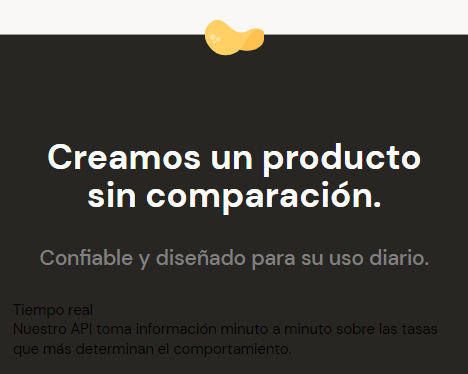 Creamos un producto
sin comparación.
Confiable y diseñado para su uso diario.
Tiempo real
Nuestro API toma información minuto a minuto sobre las tasas
que más determinan el comportamiento.